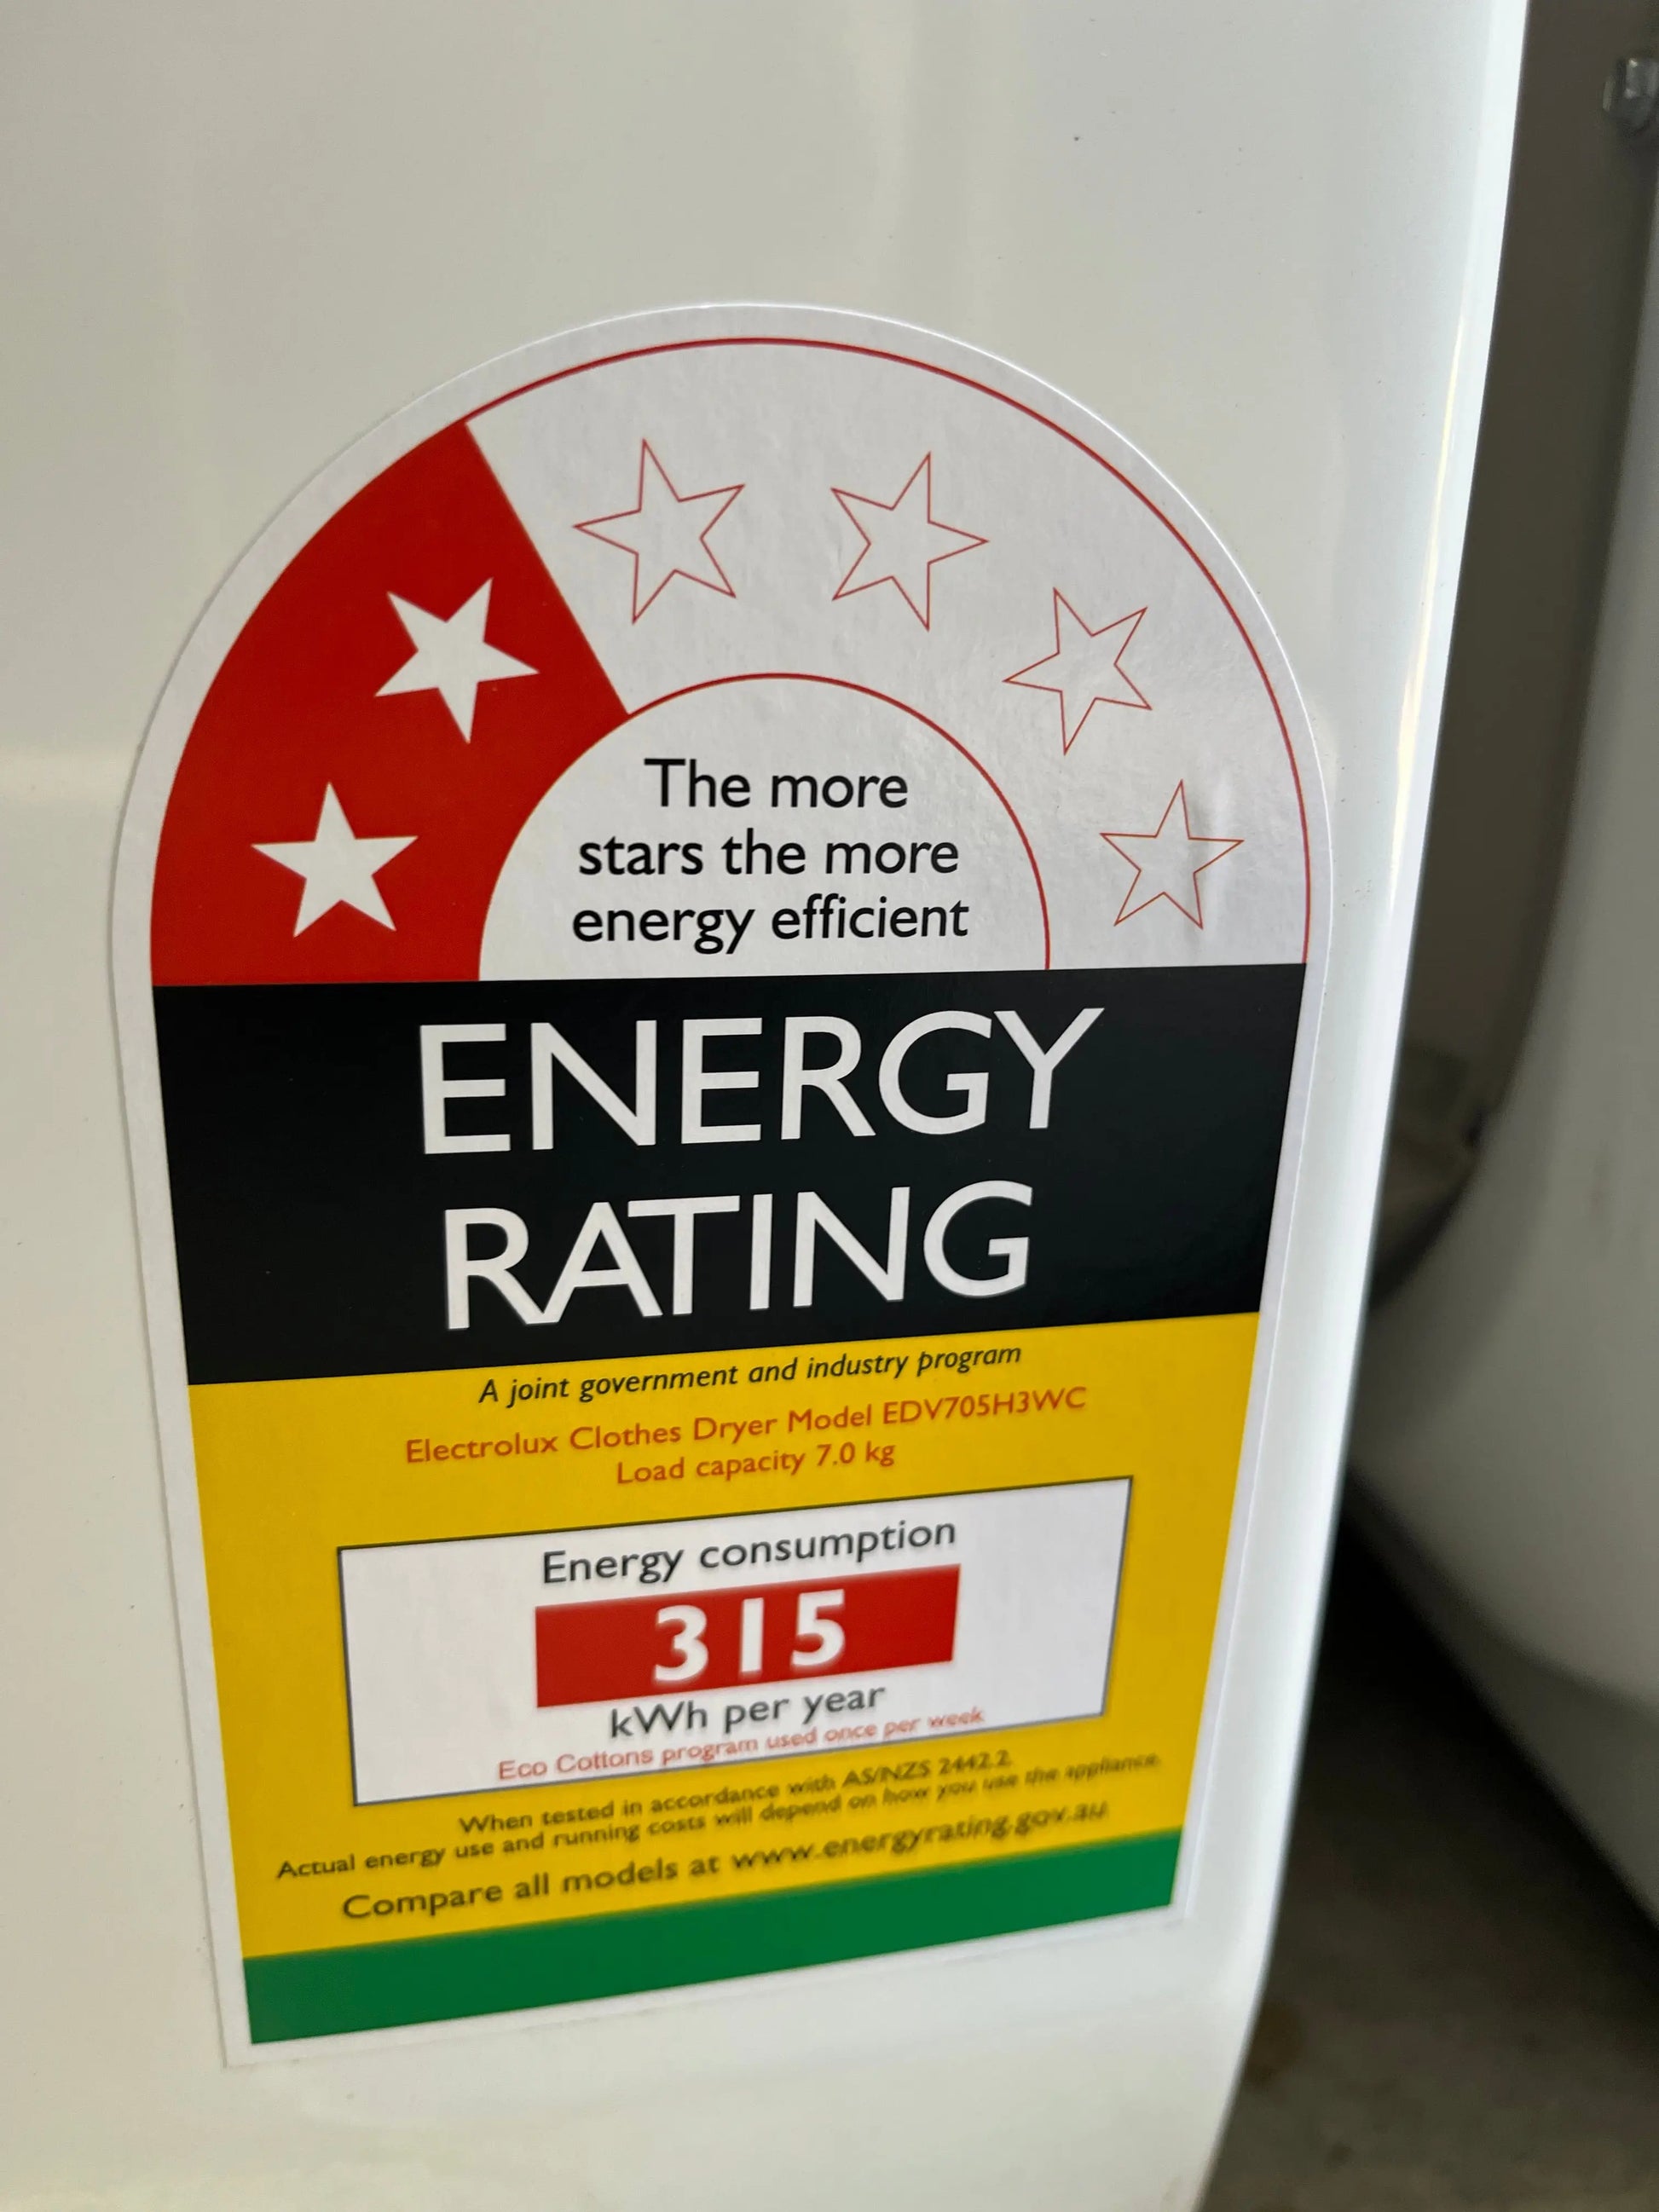 The more
stars the more
energy efficient
ENERGY
RATING
A joint government and industry program
Electrolux Clothes Dryer Model EDV705H3WC
Load capacity 7.0 kg
Energy consumption
315
kWh per year
Eco Cottons program used once per week
When tested in accordance with AS/NZS 2442.2.
Actual energy use and running costs will depend on how you use the appliance.
Compare all models at www.energyrating.gov.au